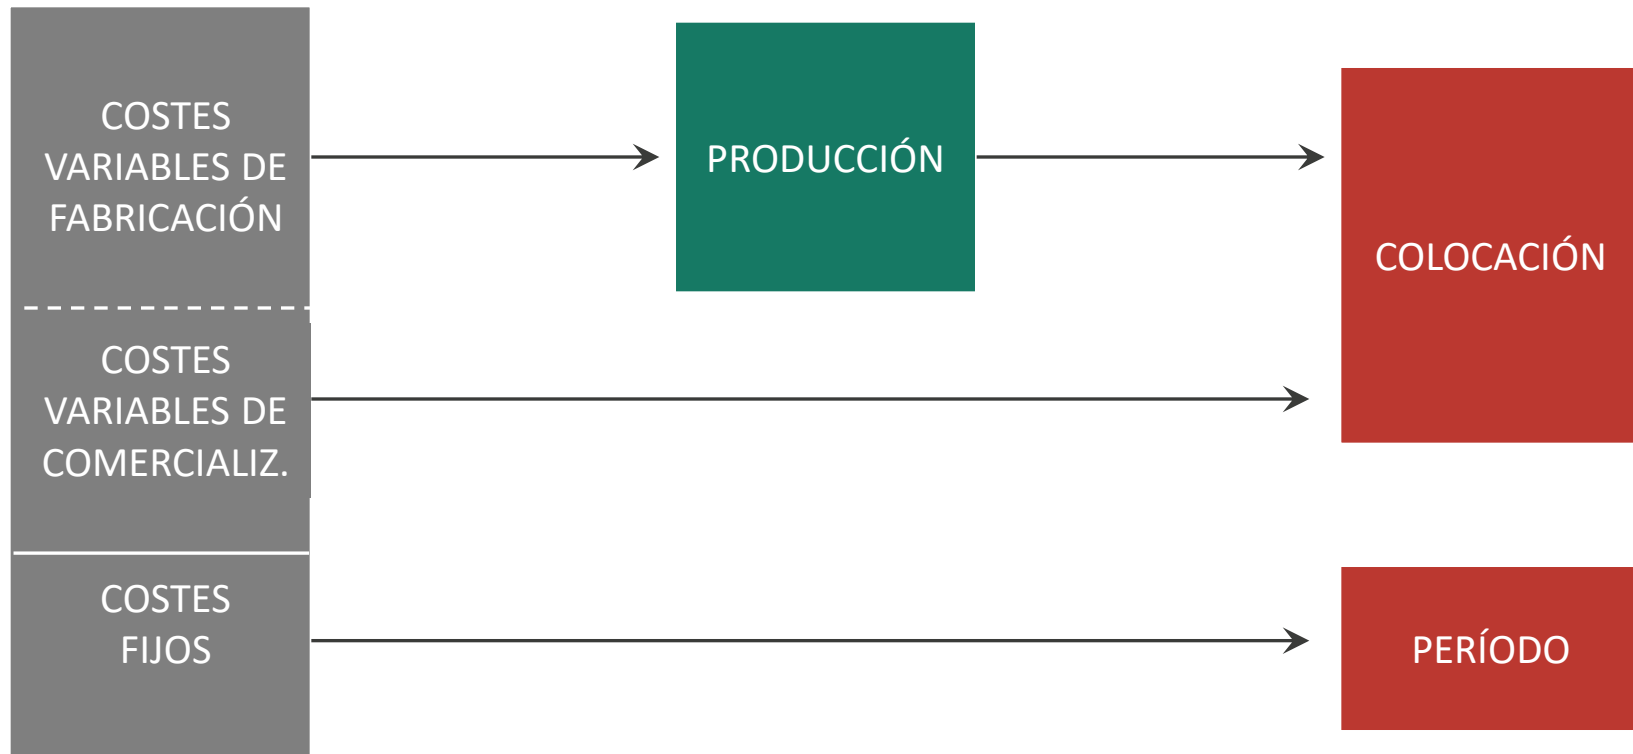 COSTES
VARIABLES DE
FABRICACIÓN
PRODUCCIÓN
COLOCACIÓN
COSTES
VARIABLES DE
COMERCIALIZ.
COSTES
FIJOS
PERÍODO